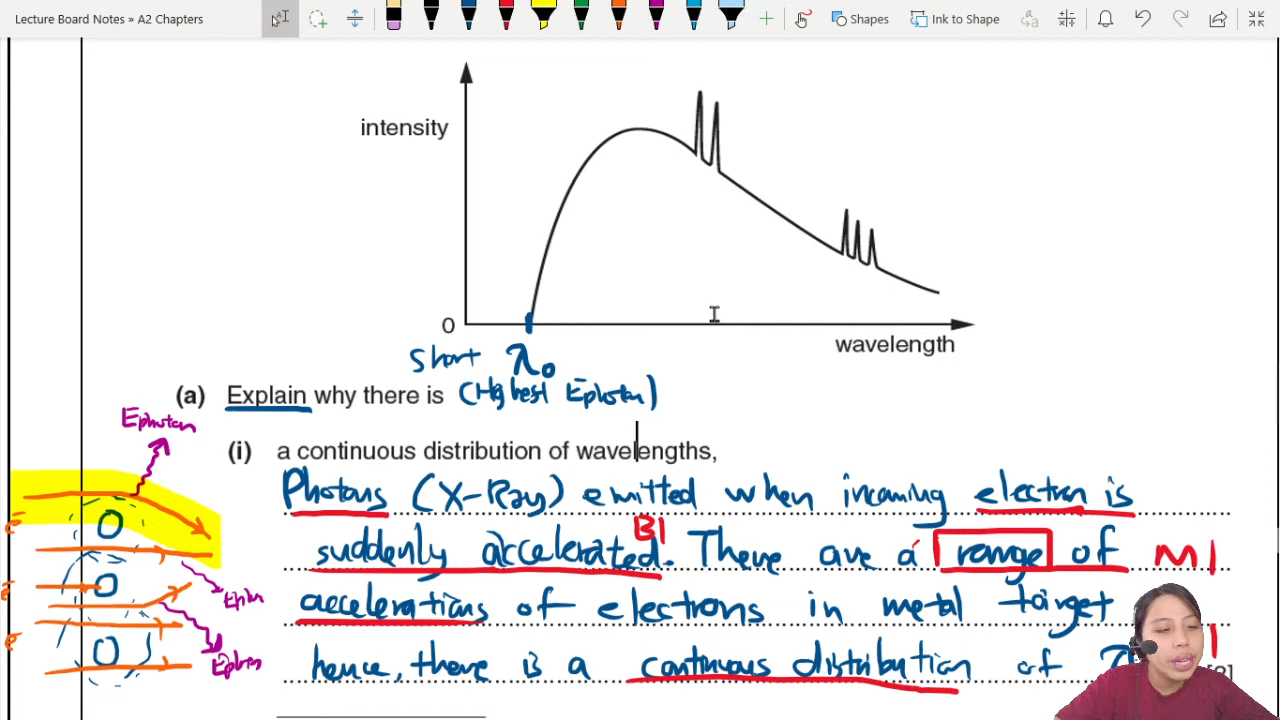 Lecture Board Notes » A2 Chapters
Shapes
Ink to Shape
intensity
0
wavelength
Short λ₀
(a) Explain why there is (Highest Ephoton)
Ephoton
(i) a continuous distribution of wavelengths,
Photons (X-Ray) emitted when incoming electron is
B1
suddenly accelerated. There are a range of M1
accelerations of electrons in metal target
hence, there is a continuous distribution of λ
Ephoton